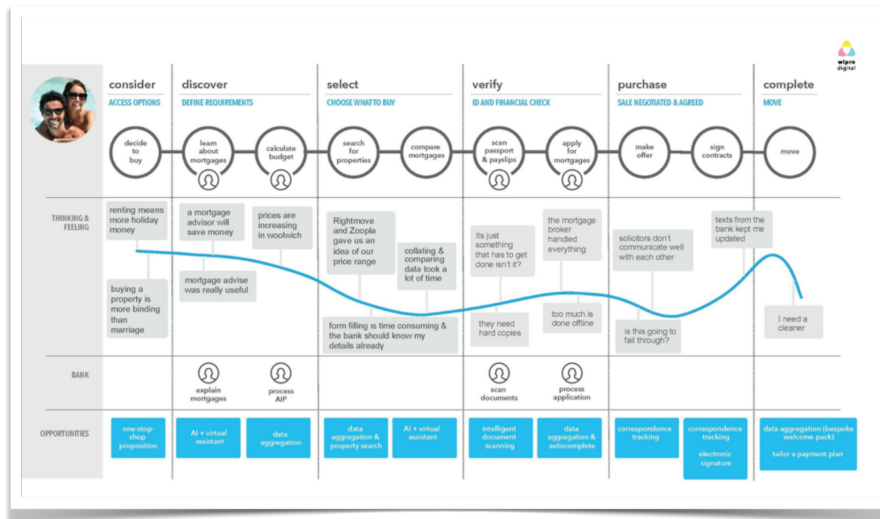 wipro
digital
consider
ACCESS OPTIONS
discover
DEFINE REQUIREMENTS
select
CHOOSE WHAT TO BUY
verify
ID AND FINANCIAL CHECK
purchase
SALE NEGOTIATED & AGREED
complete
MOVE
decide
to
buy
learn
about
mortgages
calculate
budget
search
for
properties
compare
mortgages
scan
passport
& payslips
apply
for
mortgages
make
offer
sign
contracts
move
THINKING &
FEELING
renting means
more holiday
money
buying a
property is
more binding
than
marriage
a mortgage
advisor will
save money
mortgage advise
was really useful
prices are
increasing
in woolwich
Rightmove
and Zoopla
gave us an
idea of our
price range
collating &
comparing
data took a
lot of time
form filling is time consuming &
the bank should know my
details already
its just
something
that has to get
done isn't it?
they need
hard copies
the mortgage
broker
handled
everything
too much is
done offline
solicitors don't
communicate well
with each other
is this going to
fall through?
texts from the
bank kept me
updated
I need a
cleaner
BANK
explain
mortgages
process
AIP
scan
documents
process
application
OPPORTUNITIES
one-stop-
shop
proposition
AI + virtual
assistant
data
aggregation
data
aggregation &
property search
AI + virtual
assistant
intelligent
document
scanning
data
aggregation &
autocomplete
correspondence
tracking
correspondence
tracking
electronic
signature
data aggregation (bespoke
welcome pack)
tailor a payment plan